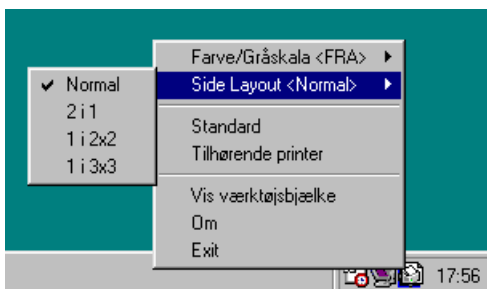 Farve/Gråskala <FRA>
Side Layout <Normal>
Normal
2 i 1
1 i 2x2
1 i 3x3
Standard
Tilhørende printer
Vis værktøjsbjælke
Om
Exit
17:56